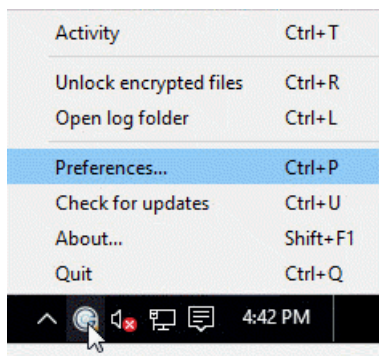 Activity Ctrl+T
Unlock encrypted files Ctrl+R
Open log folder Ctrl+L
Preferences... Ctrl+P
Check for updates Ctrl+U
About... Shift+F1
Quit Ctrl+Q
4:42 PM